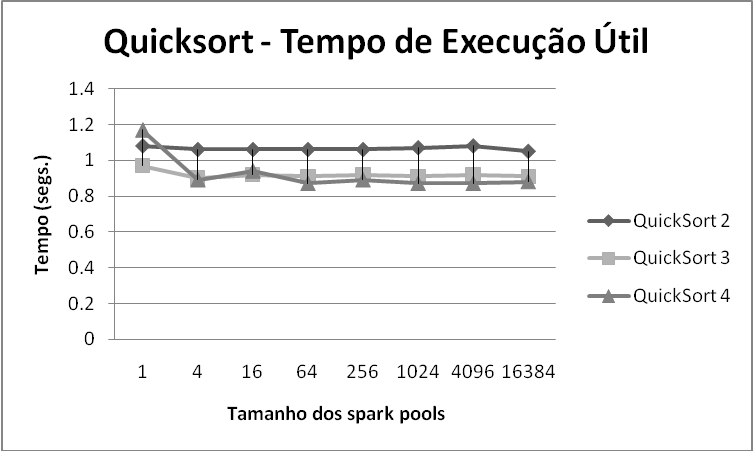 Quicksort - Tempo de Execução Útil
1.4
1.2
1
0.8
0.6
0.4
0.2
0
Tempo (segs.)
1 4 16 64 256 1024 4096 16384
Tamanho dos spark pools
QuickSort 2
QuickSort 3
QuickSort 4